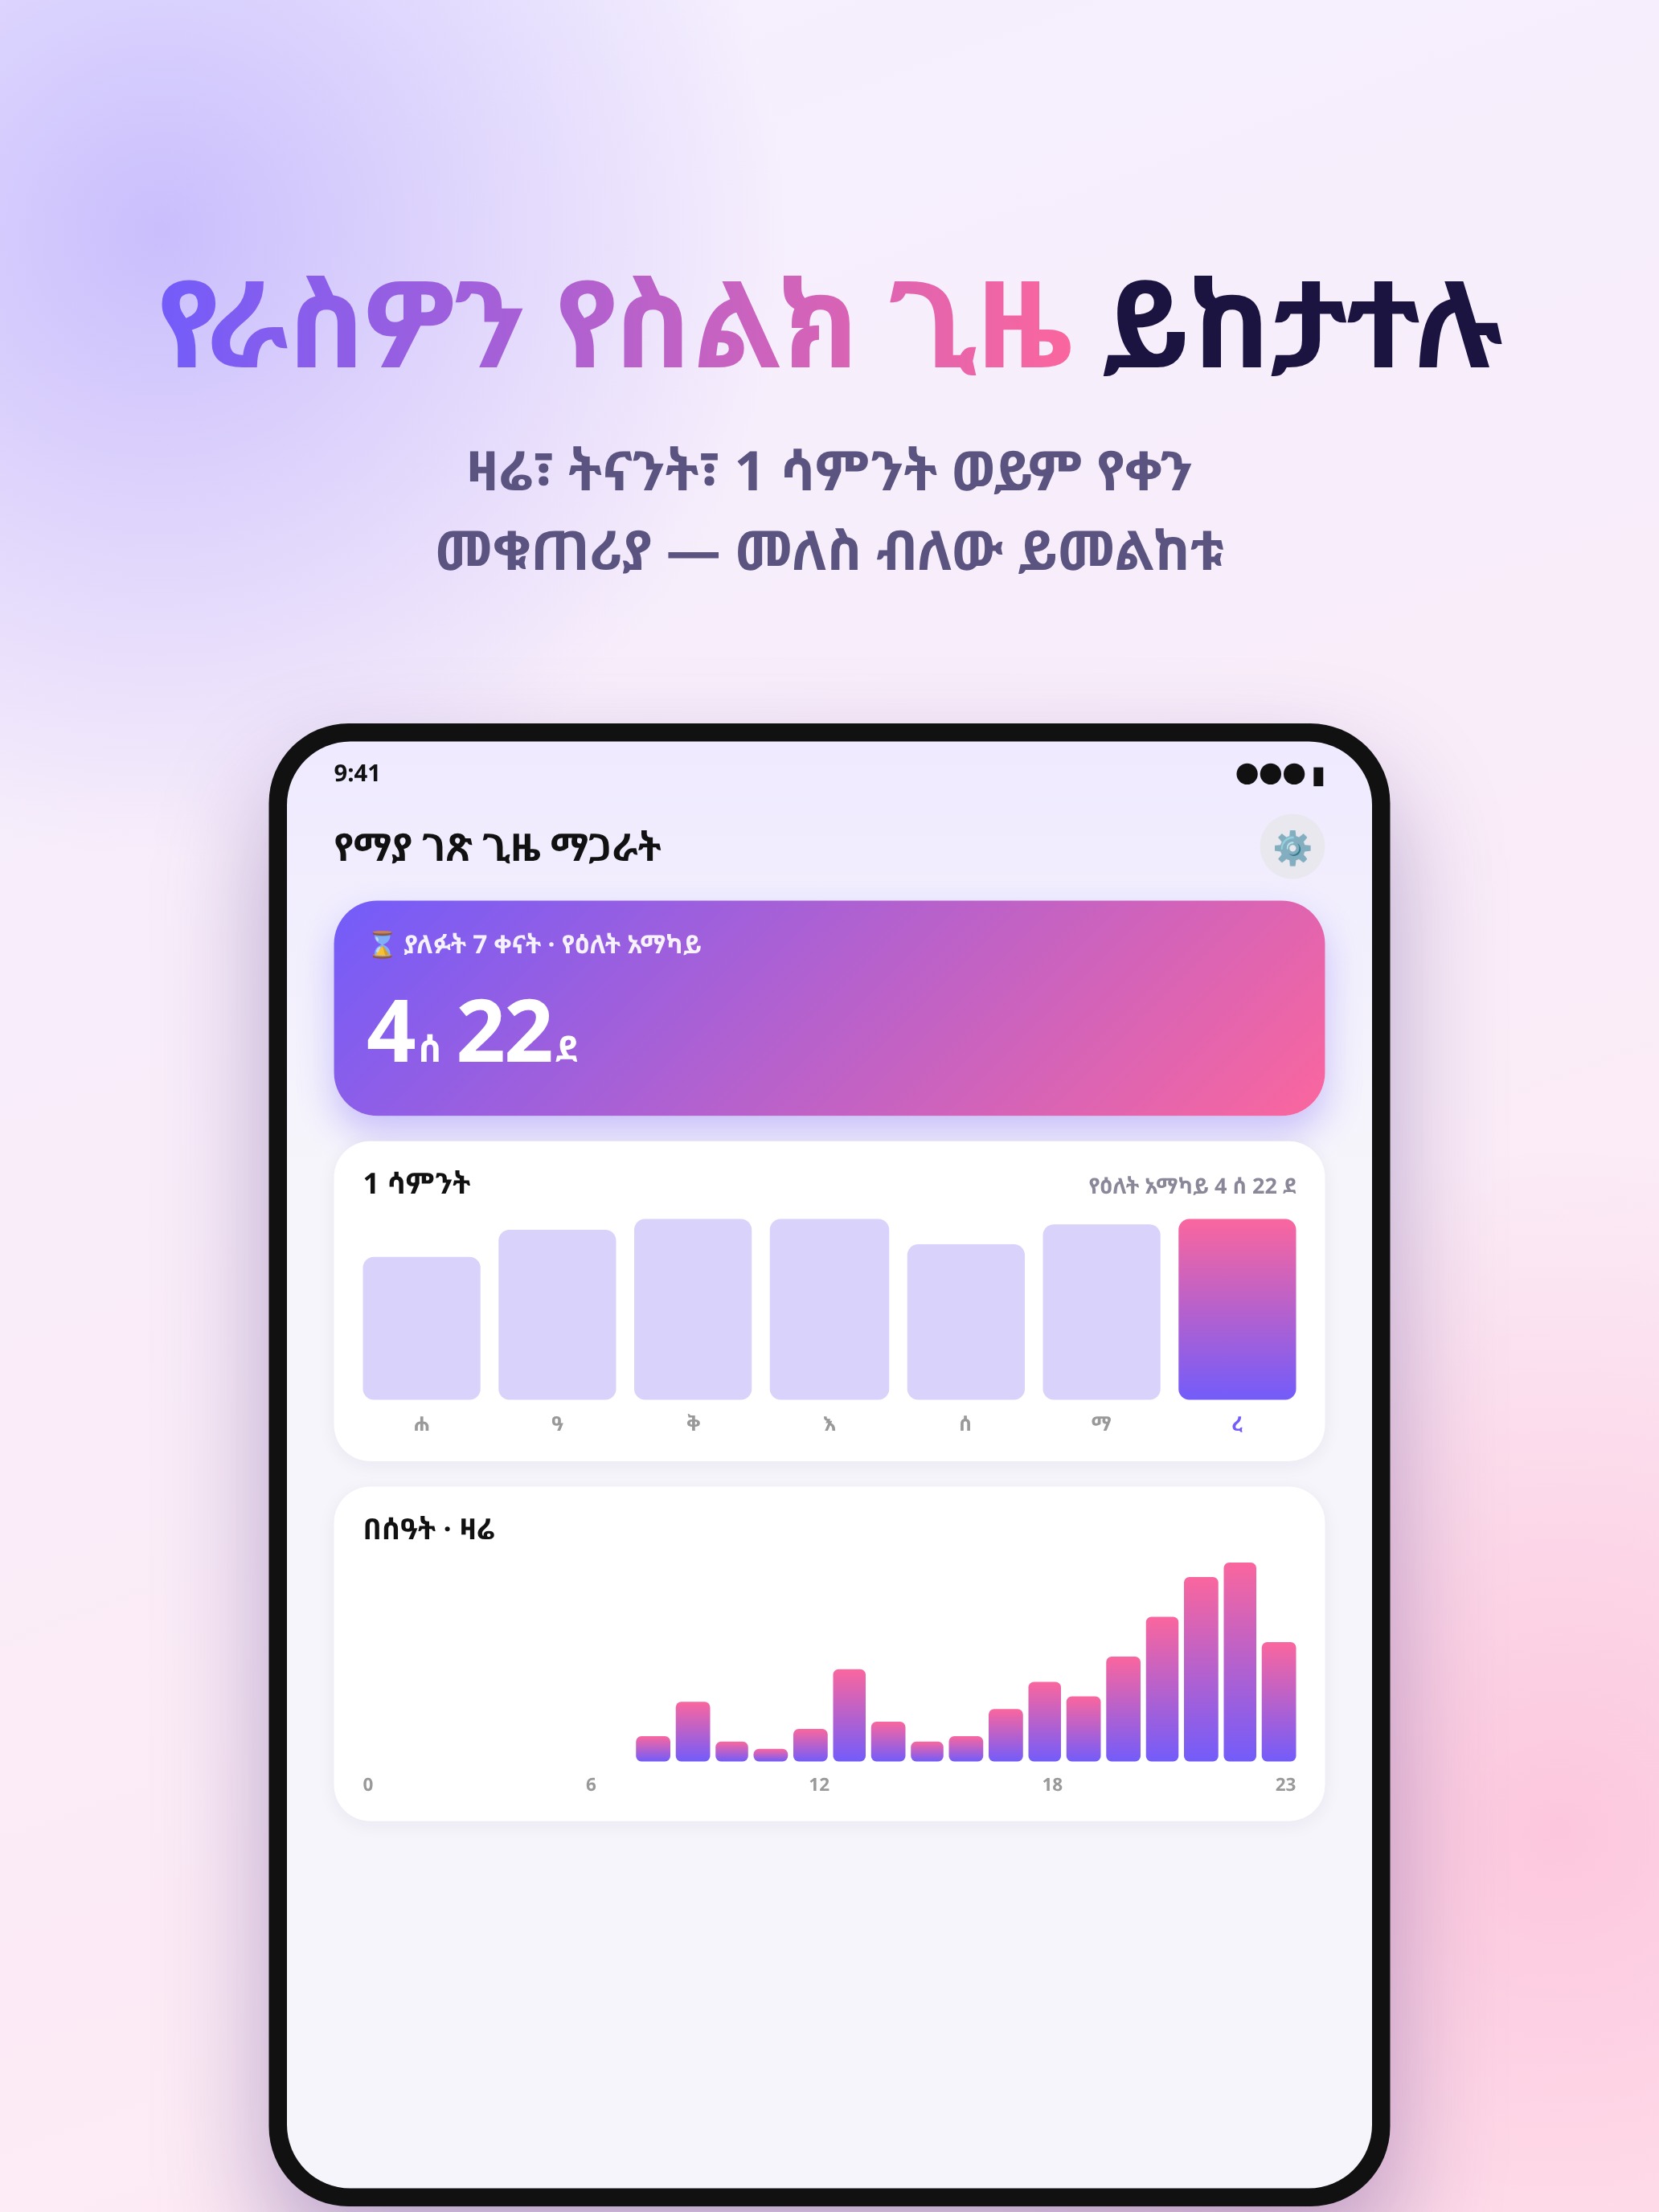 የራስዎን የስልክ ጊዜ ይከታተሉ
ዛሬ፣ ትናንት፣ 1 ሳምንት ወይም የቀን
መቁጠሪያ — መለስ ብለው ይመልከቱ
9:41
የማያ ገጽ ጊዜ ማጋራት
⌛ ያለፉት 7 ቀናት · የዕለት አማካይ
4ሰ 22ደ
1 ሳምንት
የዕለት አማካይ 4 ሰ 22 ደ
ሐ ዓ ቅ እ ሰ ማ ረ
በሰዓት · ዛሬ
0 6 12 18 23